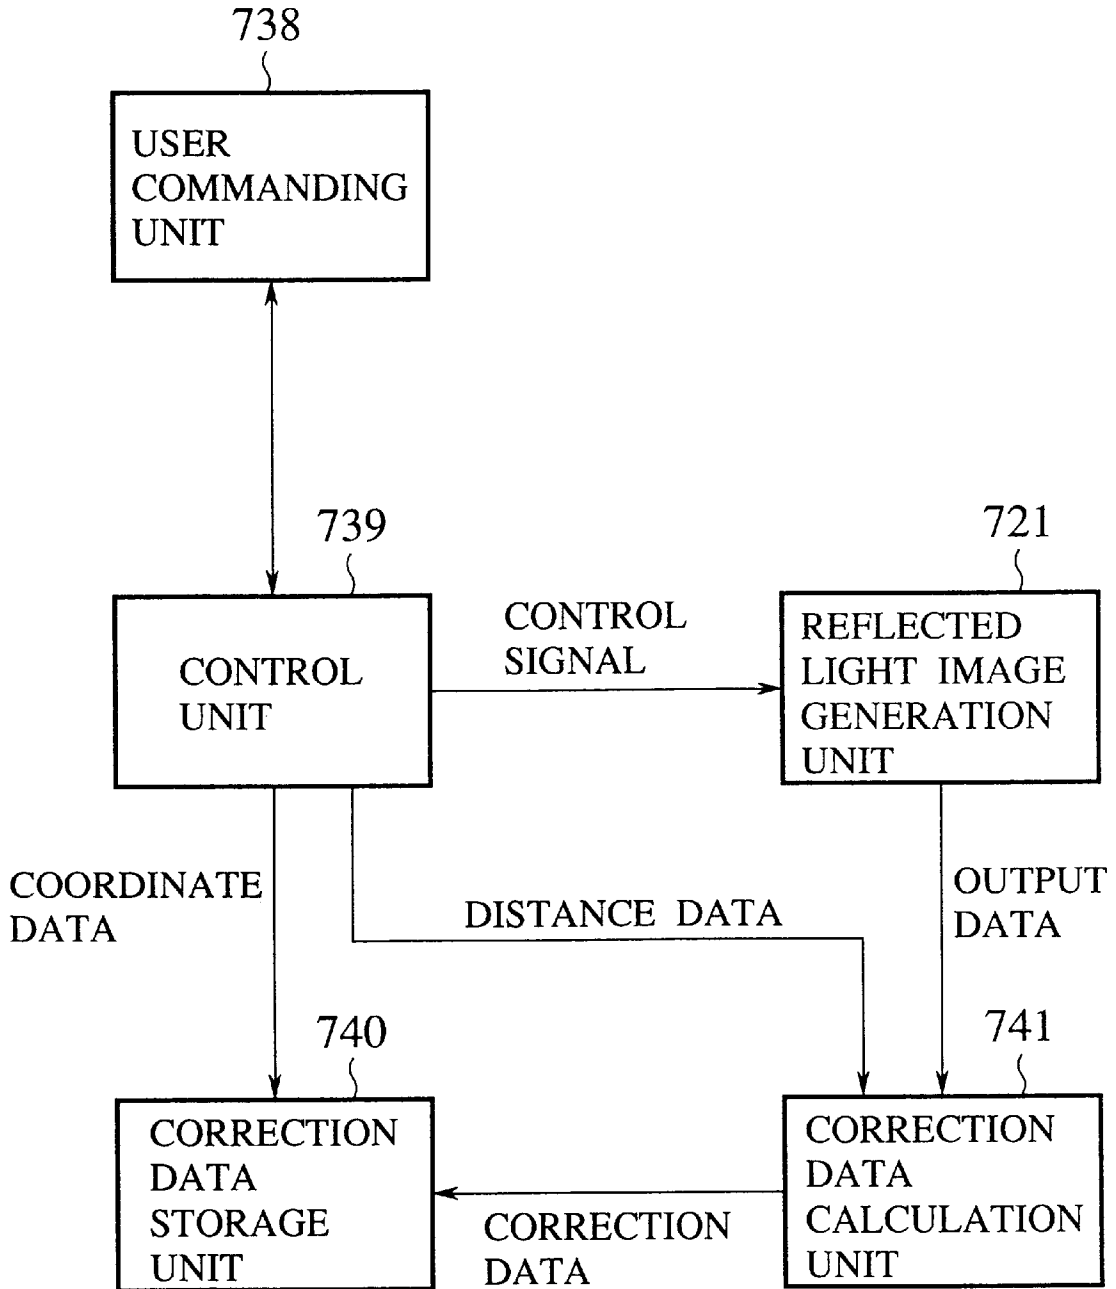 738
USER
COMMANDING
UNIT
739
721
CONTROL
UNIT
CONTROL
SIGNAL
REFLECTED
LIGHT IMAGE
GENERATION
UNIT
COORDINATE
DATA
DISTANCE DATA
OUTPUT
DATA
740
741
CORRECTION
DATA
STORAGE
UNIT
CORRECTION
DATA
CORRECTION
DATA
CALCULATION
UNIT